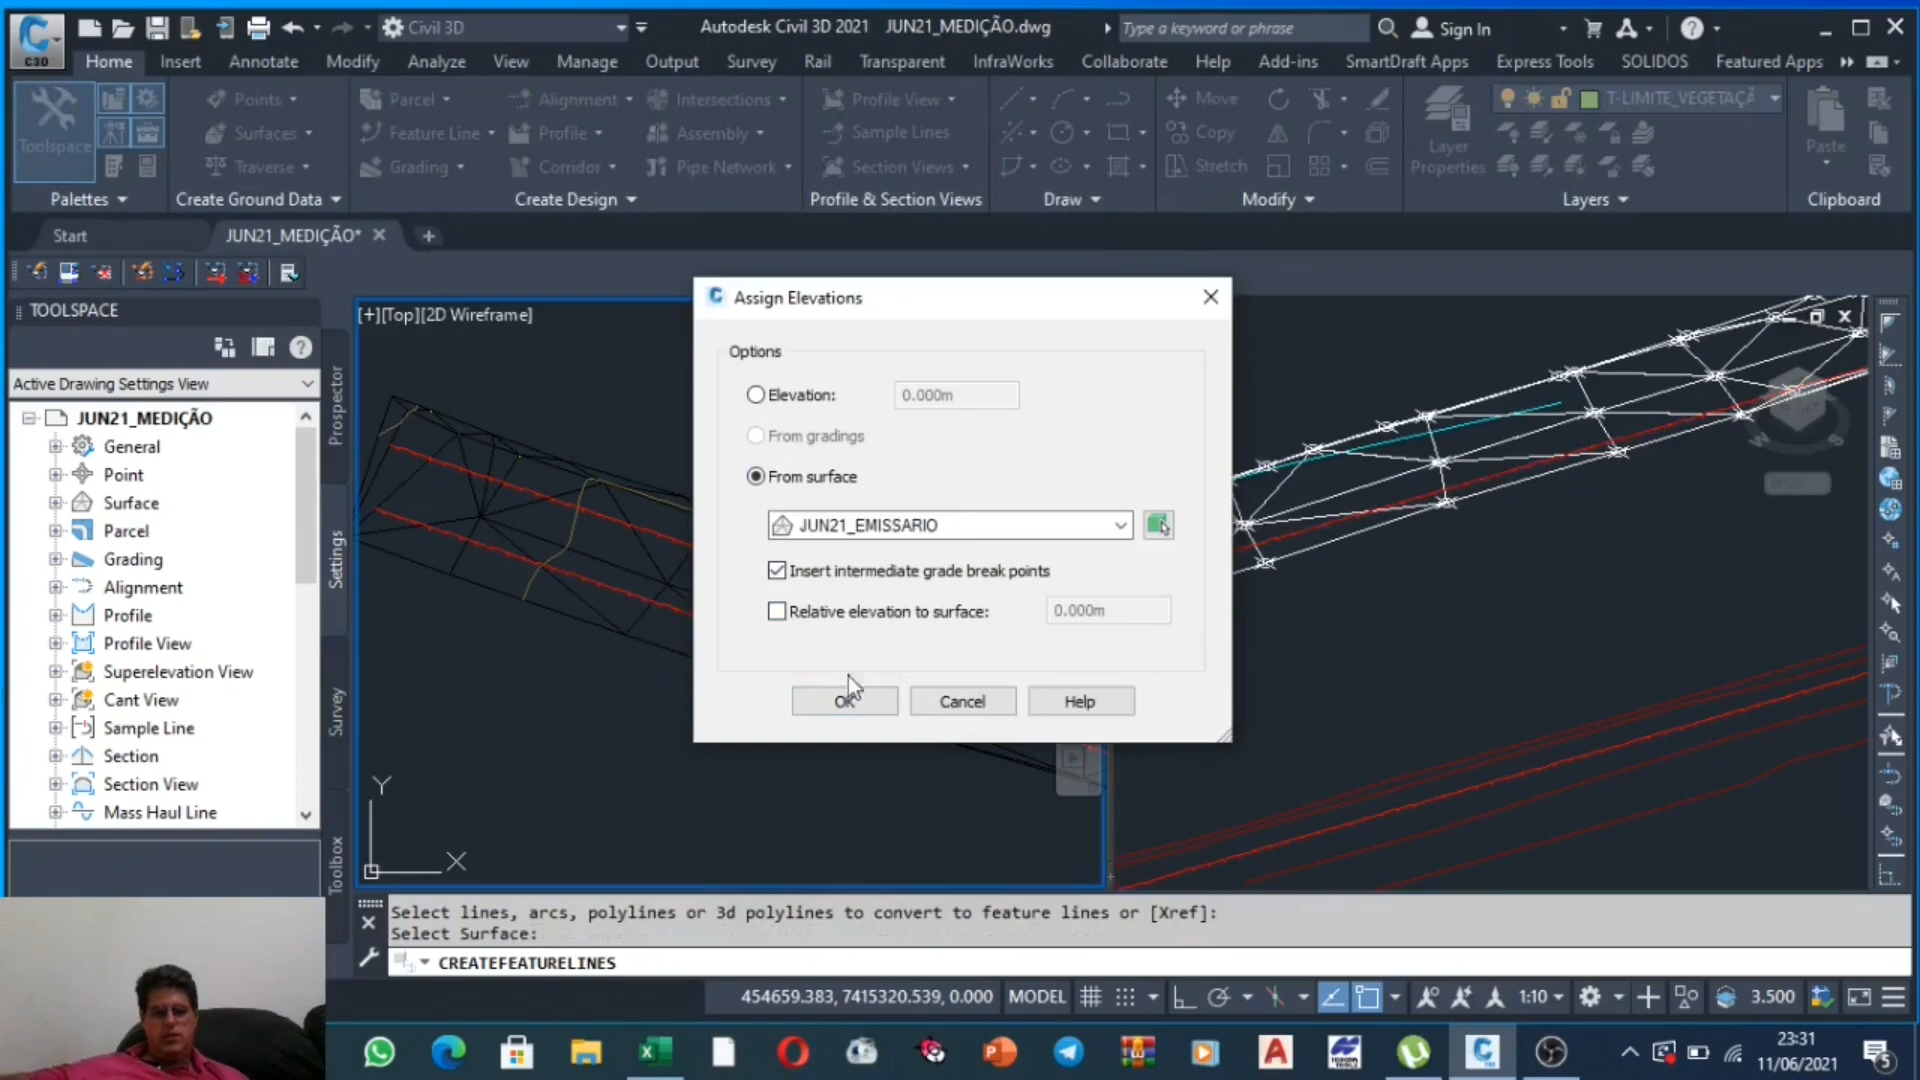 Civil 3D
Autodesk Civil 3D 2021 JUN21_MEDIÇÃO.dwg
Type a keyword or phrase
Sign In
C3D
Home Insert Annotate Modify Analyze View Manage Output Survey Rail Transparent InfraWorks Collaborate Help Add-ins SmartDraft Apps Express Tools SOLIDOS Featured Apps
Toolspace
Points
Surfaces
Traverse
Parcel
Feature Line
Grading
Alignment
Profile
Corridor
Intersections
Assembly
Pipe Network
Profile View
Sample Lines
Section Views
Move
Copy
Stretch
Layer
Properties
T-LIMITE_VEGETAÇÃ
Paste
Palettes Create Ground Data Create Design Profile & Section Views Draw Modify Layers Clipboard
Start JUN21_MEDIÇÃO*
TOOLSPACE
Active Drawing Settings View
JUN21_MEDIÇÃO
General
Point
Surface
Parcel
Grading
Alignment
Profile
Profile View
Superelevation View
Cant View
Sample Line
Section
Section View
Mass Haul Line
Prospector
Settings
Survey
Toolbox
[+][Top][2D Wireframe]
Y
X
W
S
Assign Elevations
Options
Elevation: 0.000m
From gradings
From surface
JUN21_EMISSARIO
Insert intermediate grade break points
Relative elevation to surface: 0.000m
OK Cancel Help
Select lines, arcs, polylines or 3d polylines to convert to feature lines or [Xref]:
Select Surface:
CREATEFEATURELINES
454659.383, 7415320.539, 0.000 MODEL 1:10 3.500
23:31
11/06/2021
5